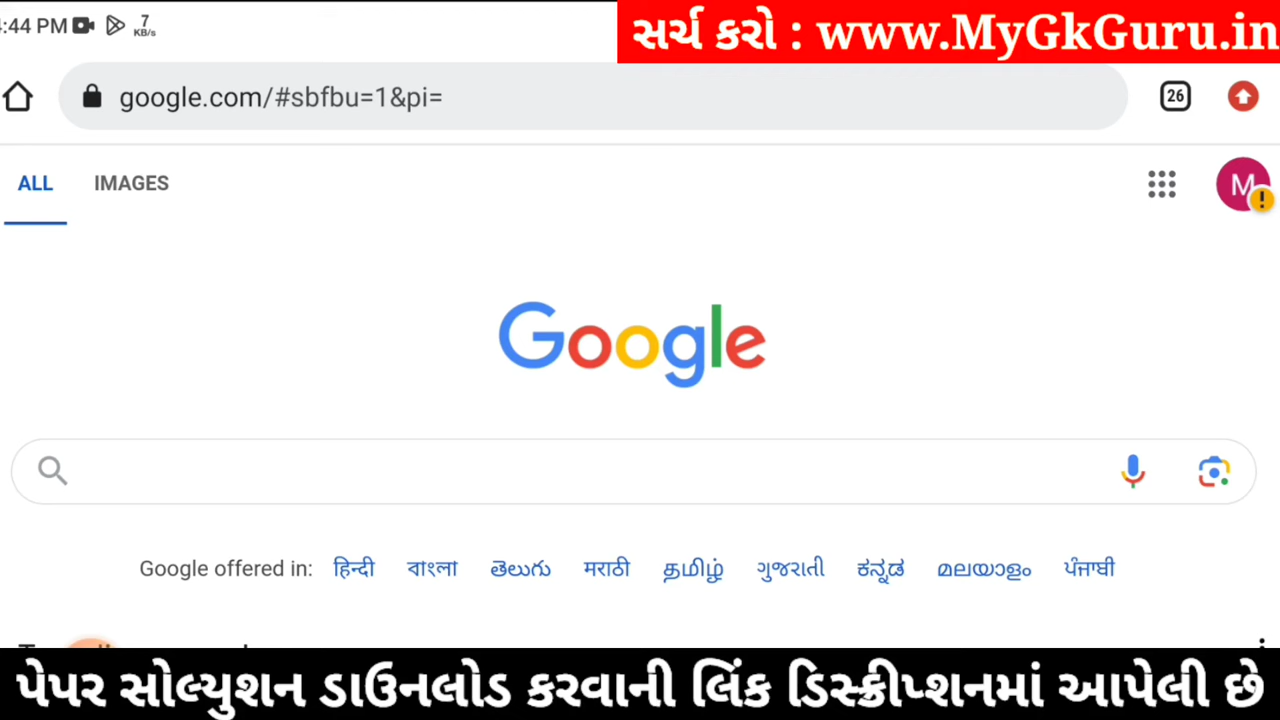 :44 PM 7 KB/s
સર્ચ કરો : www.MyGkGuru.in
google.com/#sbfbu=1&pi= 26
ALL IMAGES M
Google
Google offered in: हिन्दी বাংলা తెలుగు मराठी தமிழ் ગુજરાતી ಕನ್ನಡ മലയാളം ਪੰਜਾਬੀ
પેપર સોલ્યુશન ડાઉનલોડ કરવાની લિંક ડિસ્ક્રીપ્શનમાં આપેલી છે